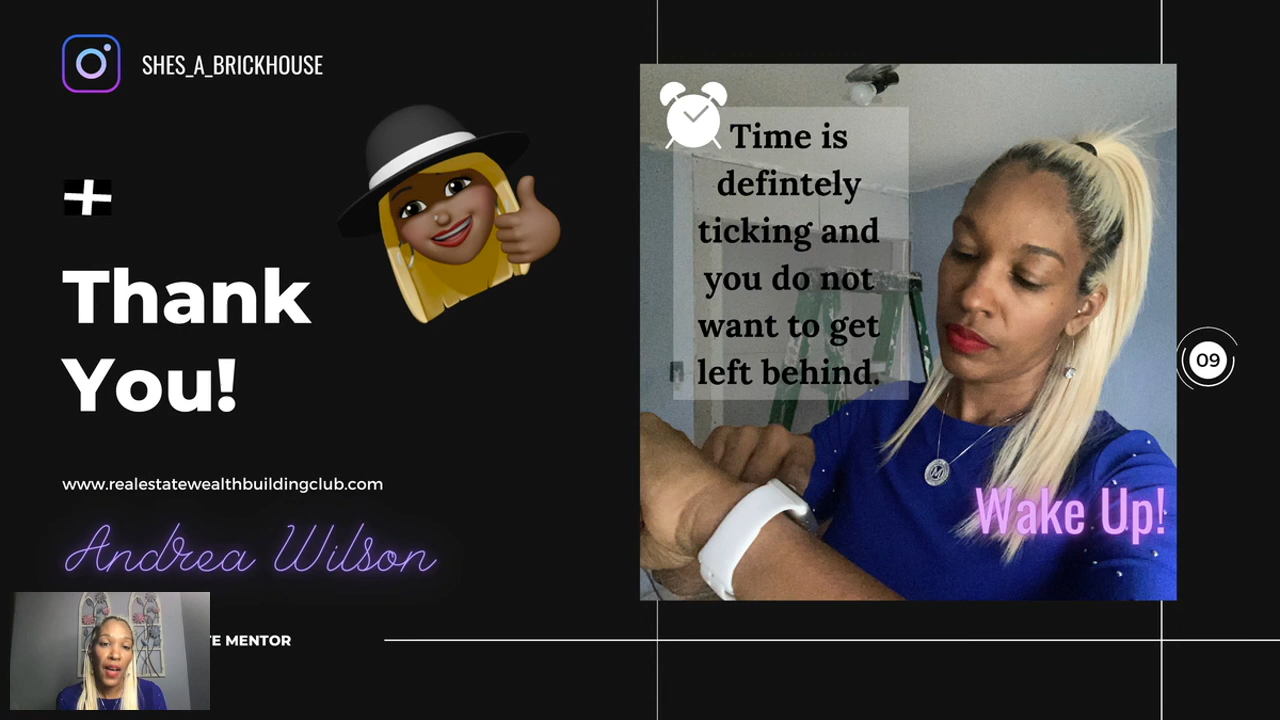 SHES_A_BRICKHOUSE
Thank
You!
www.realestatewealthbuildingclub.com
Andrea Wilson
MENTOR
Time is
defintely
ticking and
you do not
want to get
left behind.
Wake Up!
09